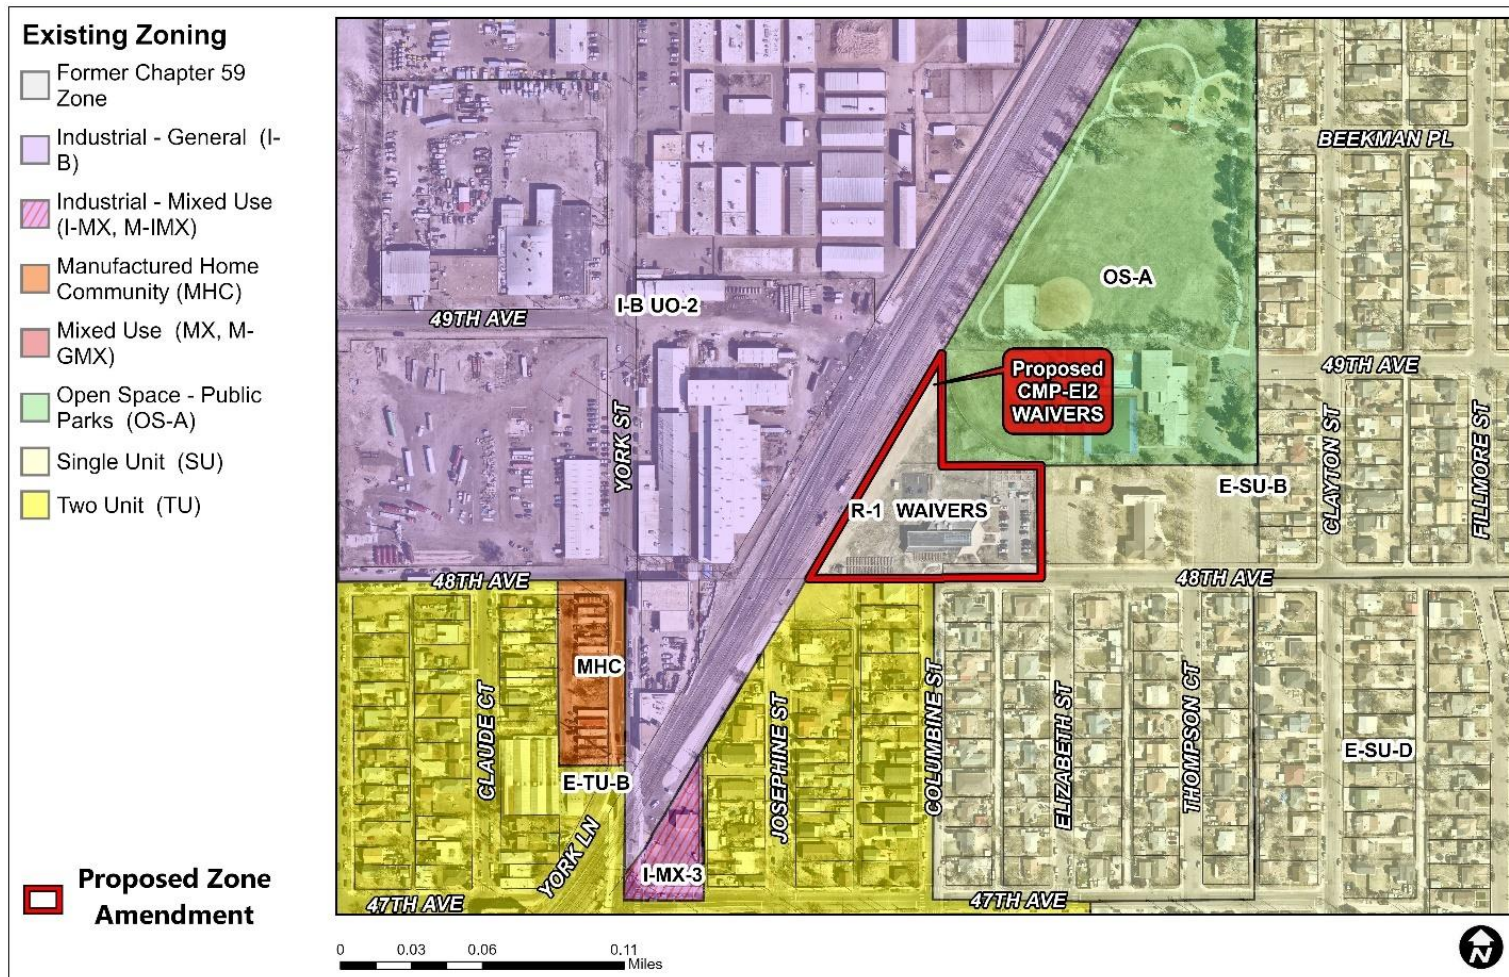 Existing Zoning
Former Chapter 59
Zone
Industrial - General (I-
B)
Industrial - Mixed Use
(I-MX, M-IMX)
Manufactured Home
Community (MHC)
Mixed Use (MX, M-
GMX)
Open Space - Public
Parks (OS-A)
Single Unit (SU)
Two Unit (TU)
Proposed Zone
Amendment
BEEKMAN PL
OS-A
I-B UO-2
49TH AVE
49TH AVE
Proposed
CMP-EI2
WAIVERS
YORK ST
CLAYTON ST
FILLMORE ST
E-SU-B
R-1 WAIVERS
48TH AVE
48TH AVE
MHC
CLAUDE CT
JOSEPHINE ST
COLUMBINE ST
ELIZABETH ST
THOMPSON CT
E-SU-D
E-TU-B
YORK LN
I-MX-3
47TH AVE
47TH AVE
0 0.03 0.06 0.11
Miles
N